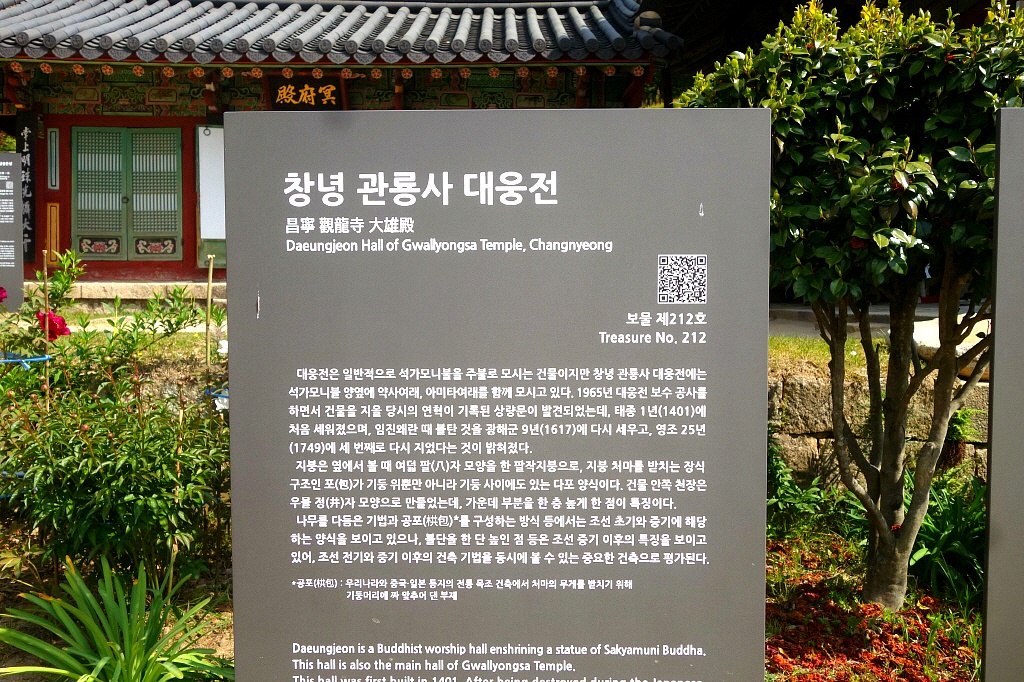 冥府殿
창녕 관룡사 대웅전
昌寧 觀龍寺 大雄殿
Daeungjeon Hall of Gwallyongsa Temple, Changnyeong
보물 제212호
Treasure No. 212
대웅전은 일반적으로 석가모니불을 주불로 모시는 건물이지만 창녕 관룡사 대웅전에는
석가모니불 양옆에 약사여래, 아미타여래를 함께 모시고 있다. 1965년 대웅전 보수 공사를
하면서 건물을 지을 당시의 연혁이 기록된 상량문이 발견되었는데, 태종 1년(1401)에
처음 세워졌으며, 임진왜란 때 불탄 것을 광해군 9년(1617)에 다시 세우고, 영조 25년
(1749)에 세 번째로 다시 지었다는 것이 밝혀졌다.
지붕은 옆에서 볼 때 여덟 팔(八)자 모양을 한 팔작지붕으로, 지붕 처마를 받치는 장식
구조인 포(包)가 기둥 위뿐만 아니라 기둥 사이에도 있는 다포 양식이다. 건물 안쪽 천장은
우물 정(井)자 모양으로 만들었는데, 가운데 부분을 한 층 높게 한 점이 특징이다.
나무를 다듬은 기법과 공포(栱包)*를 구성하는 방식 등에서는 조선 초기와 중기에 해당
하는 양식을 보이고 있으나, 불단을 한 단 높인 점 등은 조선 중기 이후의 특징을 보이고
있어, 조선 전기와 중기 이후의 건축 기법을 동시에 볼 수 있는 중요한 건축으로 평가된다.
*공포(栱包) : 우리나라와 중국·일본 등지의 전통 목조 건축에서 처마의 무게를 받치기 위해
기둥머리에 짜 맞추어 댄 부재
Daeungjeon is a Buddhist worship hall enshrining a statue of Sakyamuni Buddha.
This hall is also the main hall of Gwallyongsa Temple.
This hall was first built in 1401. After being destroyed during the Japanese